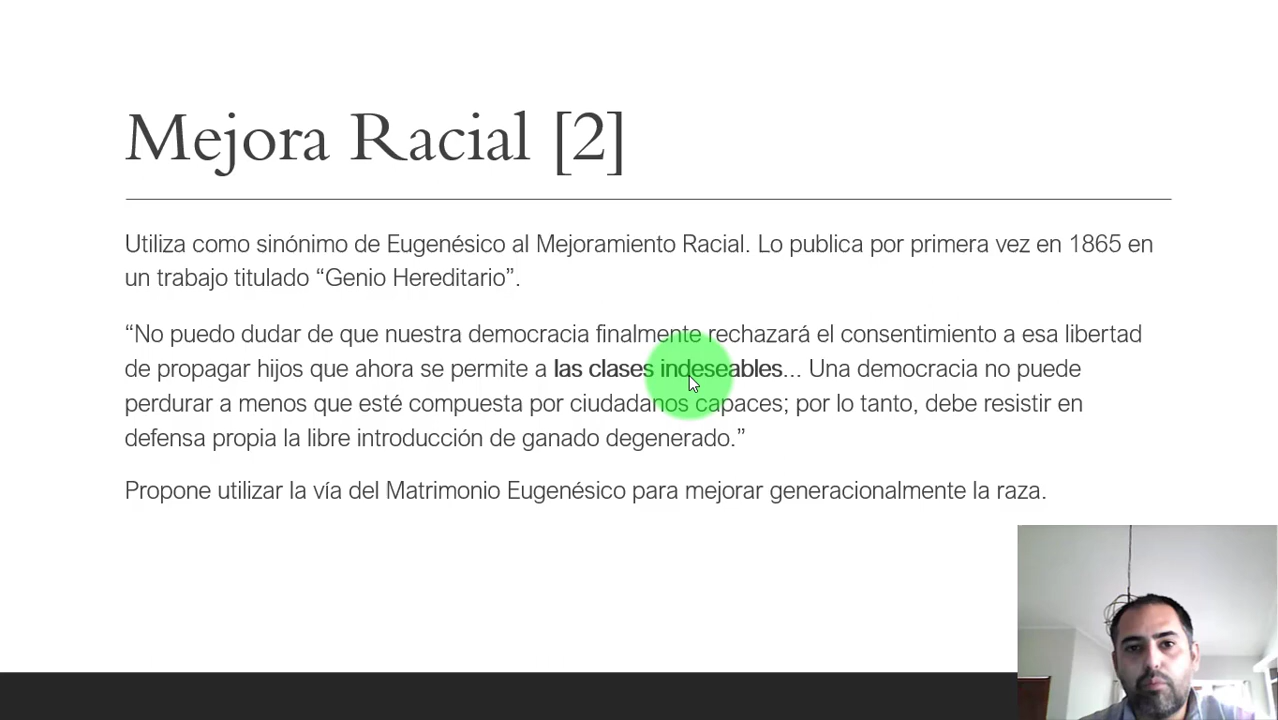 Mejora Racial [2]
Utiliza como sinónimo de Eugenésico al Mejoramiento Racial. Lo publica por primera vez en 1865 en
un trabajo titulado “Genio Hereditario”.
“No puedo dudar de que nuestra democracia finalmente rechazará el consentimiento a esa libertad
de propagar hijos que ahora se permite a las clases indeseables... Una democracia no puede
perdurar a menos que esté compuesta por ciudadanos capaces; por lo tanto, debe resistir en
defensa propia la libre introducción de ganado degenerado.”
Propone utilizar la vía del Matrimonio Eugenésico para mejorar generacionalmente la raza.